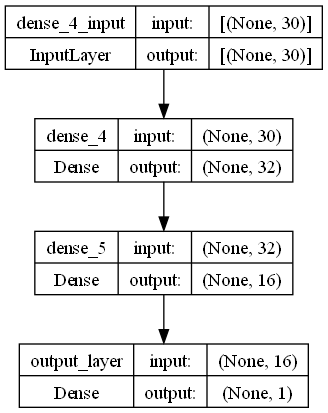 dense_4_input input: [(None, 30)]
InputLayer output: [(None, 30)]
dense_4 input: (None, 30)
Dense output: (None, 32)
dense_5 input: (None, 32)
Dense output: (None, 16)
output_layer input: (None, 16)
Dense output: (None, 1)